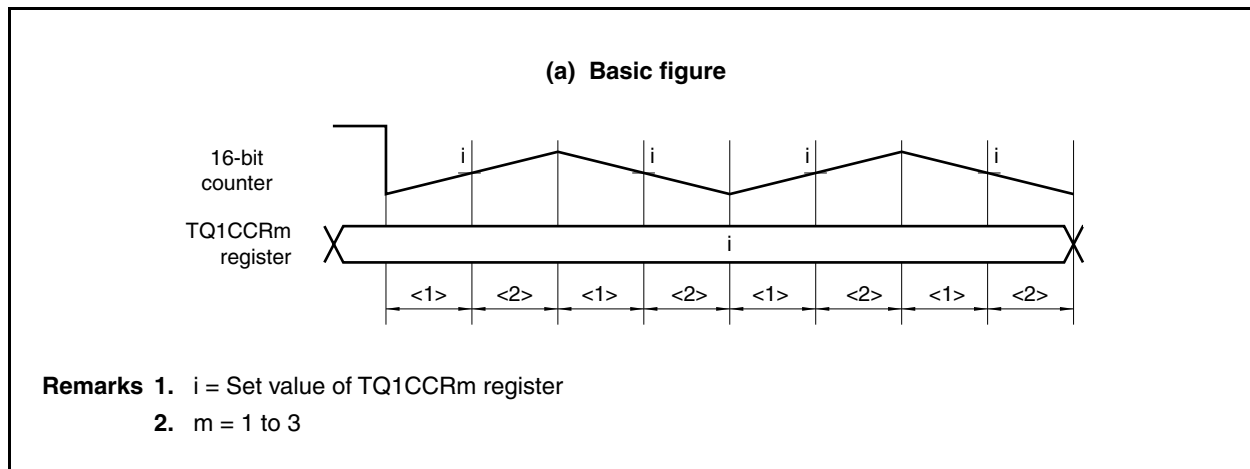 (a) Basic figure
16-bit
counter
i i i i
TQ1CCRm
register
i
<1> <2> <1> <2> <1> <2> <1> <2>
Remarks 1. i = Set value of TQ1CCRm register
2. m = 1 to 3